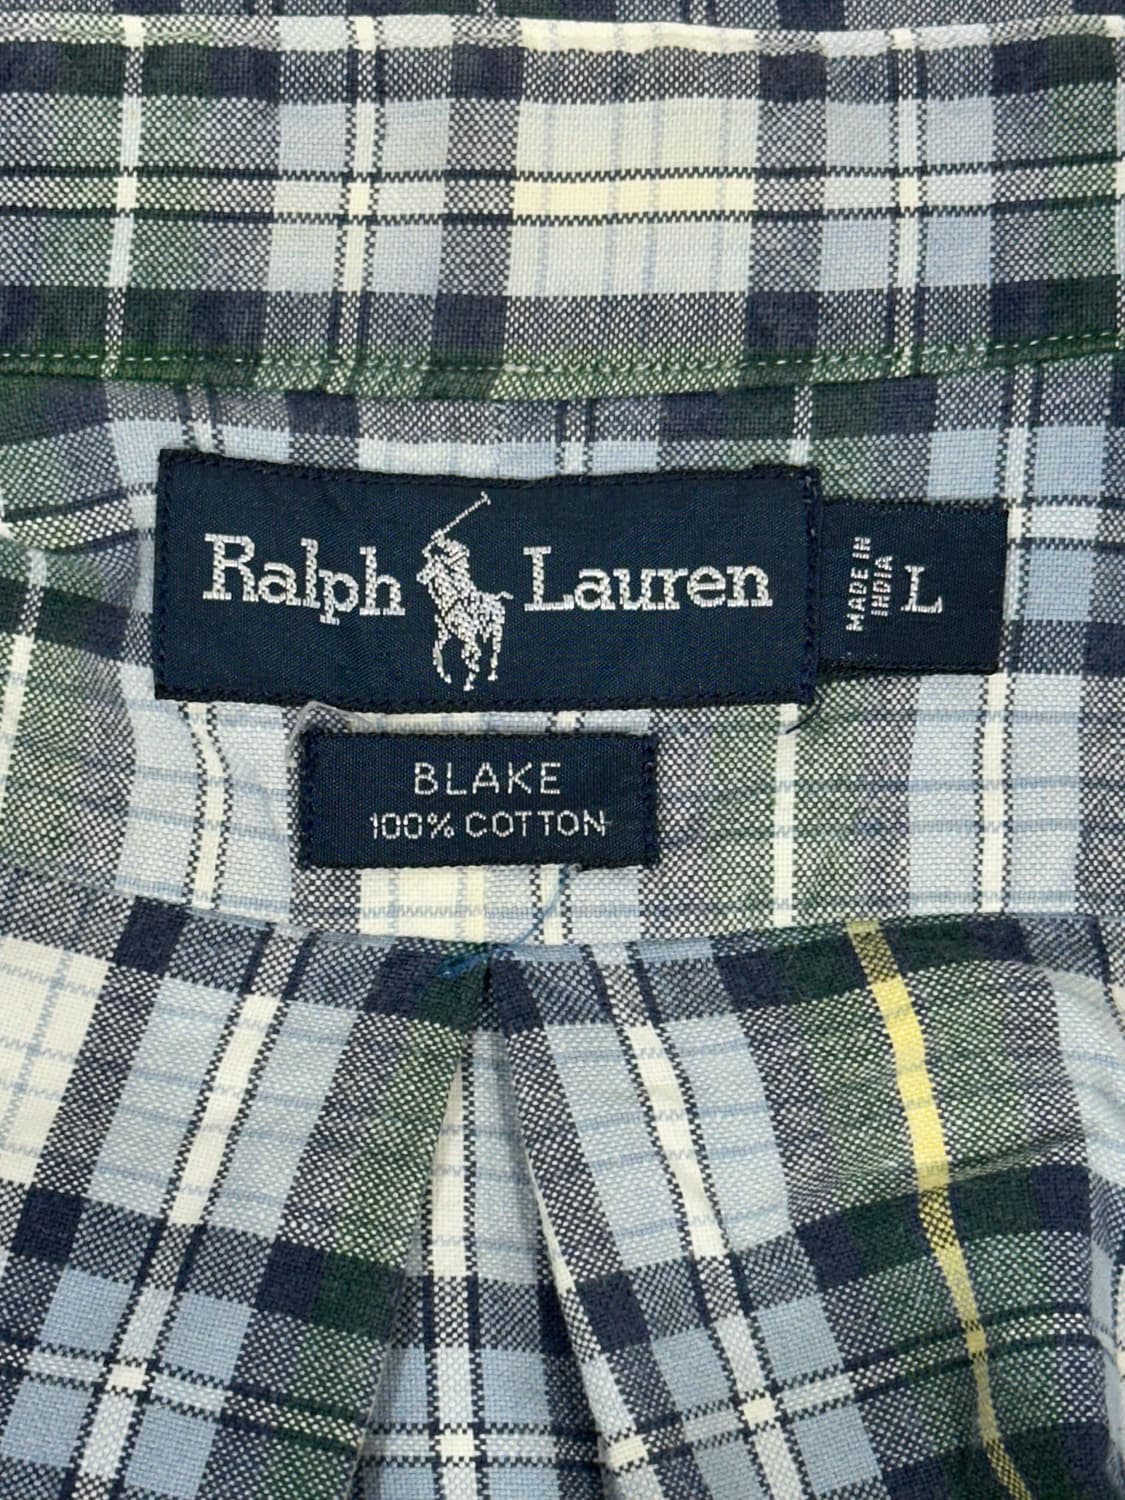 Ralph Lauren
MADE IN
INDIA
L
BLAKE
100% COTTON